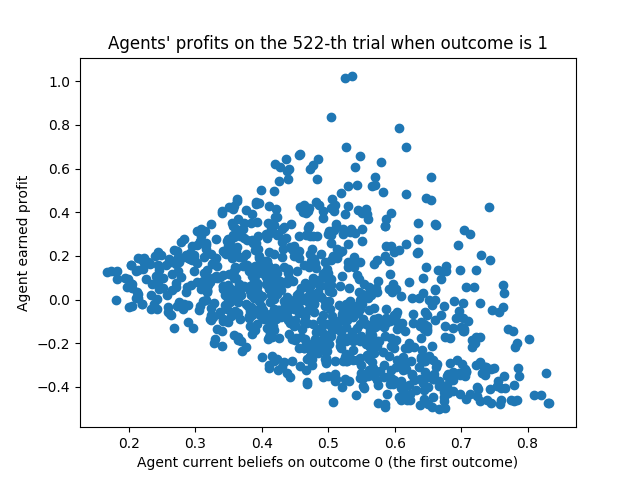 Agents' profits on the 522-th trial when outcome is 1
Agent earned profit
1.0
0.8
0.6
0.4
0.2
0.0
−0.2
−0.4
0.2 0.3 0.4 0.5 0.6 0.7 0.8
Agent current beliefs on outcome 0 (the first outcome)